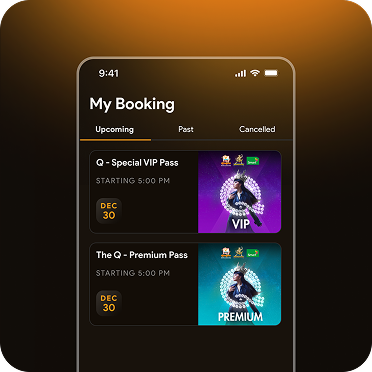 9:41
My Booking
Upcoming
Past
Cancelled
Q - Special VIP Pass
STARTING 5:00 PM
DEC
30
VIP
The Q - Premium Pass
STARTING 5:00 PM
DEC
30
PREMIUM